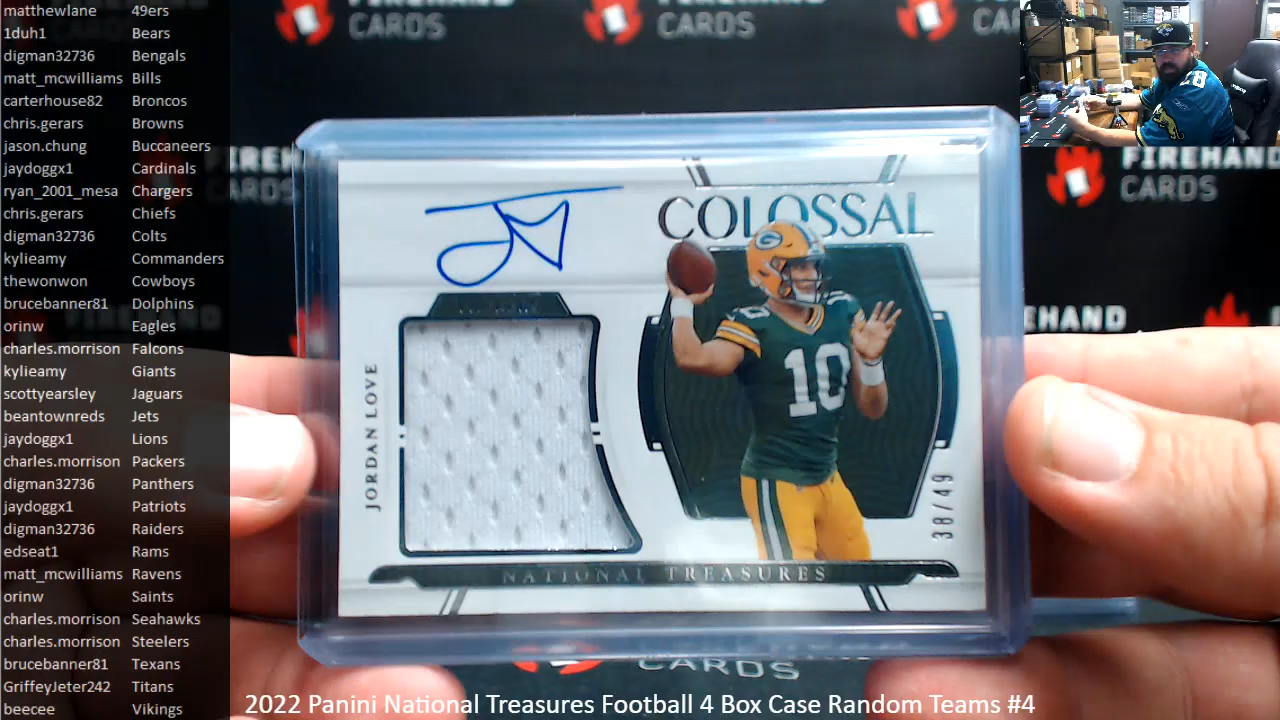 matthewlane 49ers
1duh1 Bears
digman32736 Bengals
matt_mcwilliams Bills
carterhouse82 Broncos
chris.gerars Browns
jason.chung Buccaneers
jaydoggx1 Cardinals
ryan_2001_mesa Chargers
chris.gerars Chiefs
digman32736 Colts
kylieamy Commanders
thewonwon Cowboys
brucebanner81 Dolphins
orinw Eagles
charles.morrison Falcons
kylieamy Giants
scottyearsley Jaguars
beantownreds Jets
jaydoggx1 Lions
charles.morrison Packers
digman32736 Panthers
jaydoggx1 Patriots
digman32736 Raiders
edseat1 Rams
matt_mcwilliams Ravens
orinw Saints
charles.morrison Seahawks
charles.morrison Steelers
brucebanner81 Texans
GriffeyJeter242 Titans
beecee Vikings
CARDS
CARDS
CARDS
FIREHAND
CARDS
COLOSSAL
JORDAN LOVE
10
38/49
NATIONAL TREASURES
CARDS
2022 Panini National Treasures Football 4 Box Case Random Teams #4